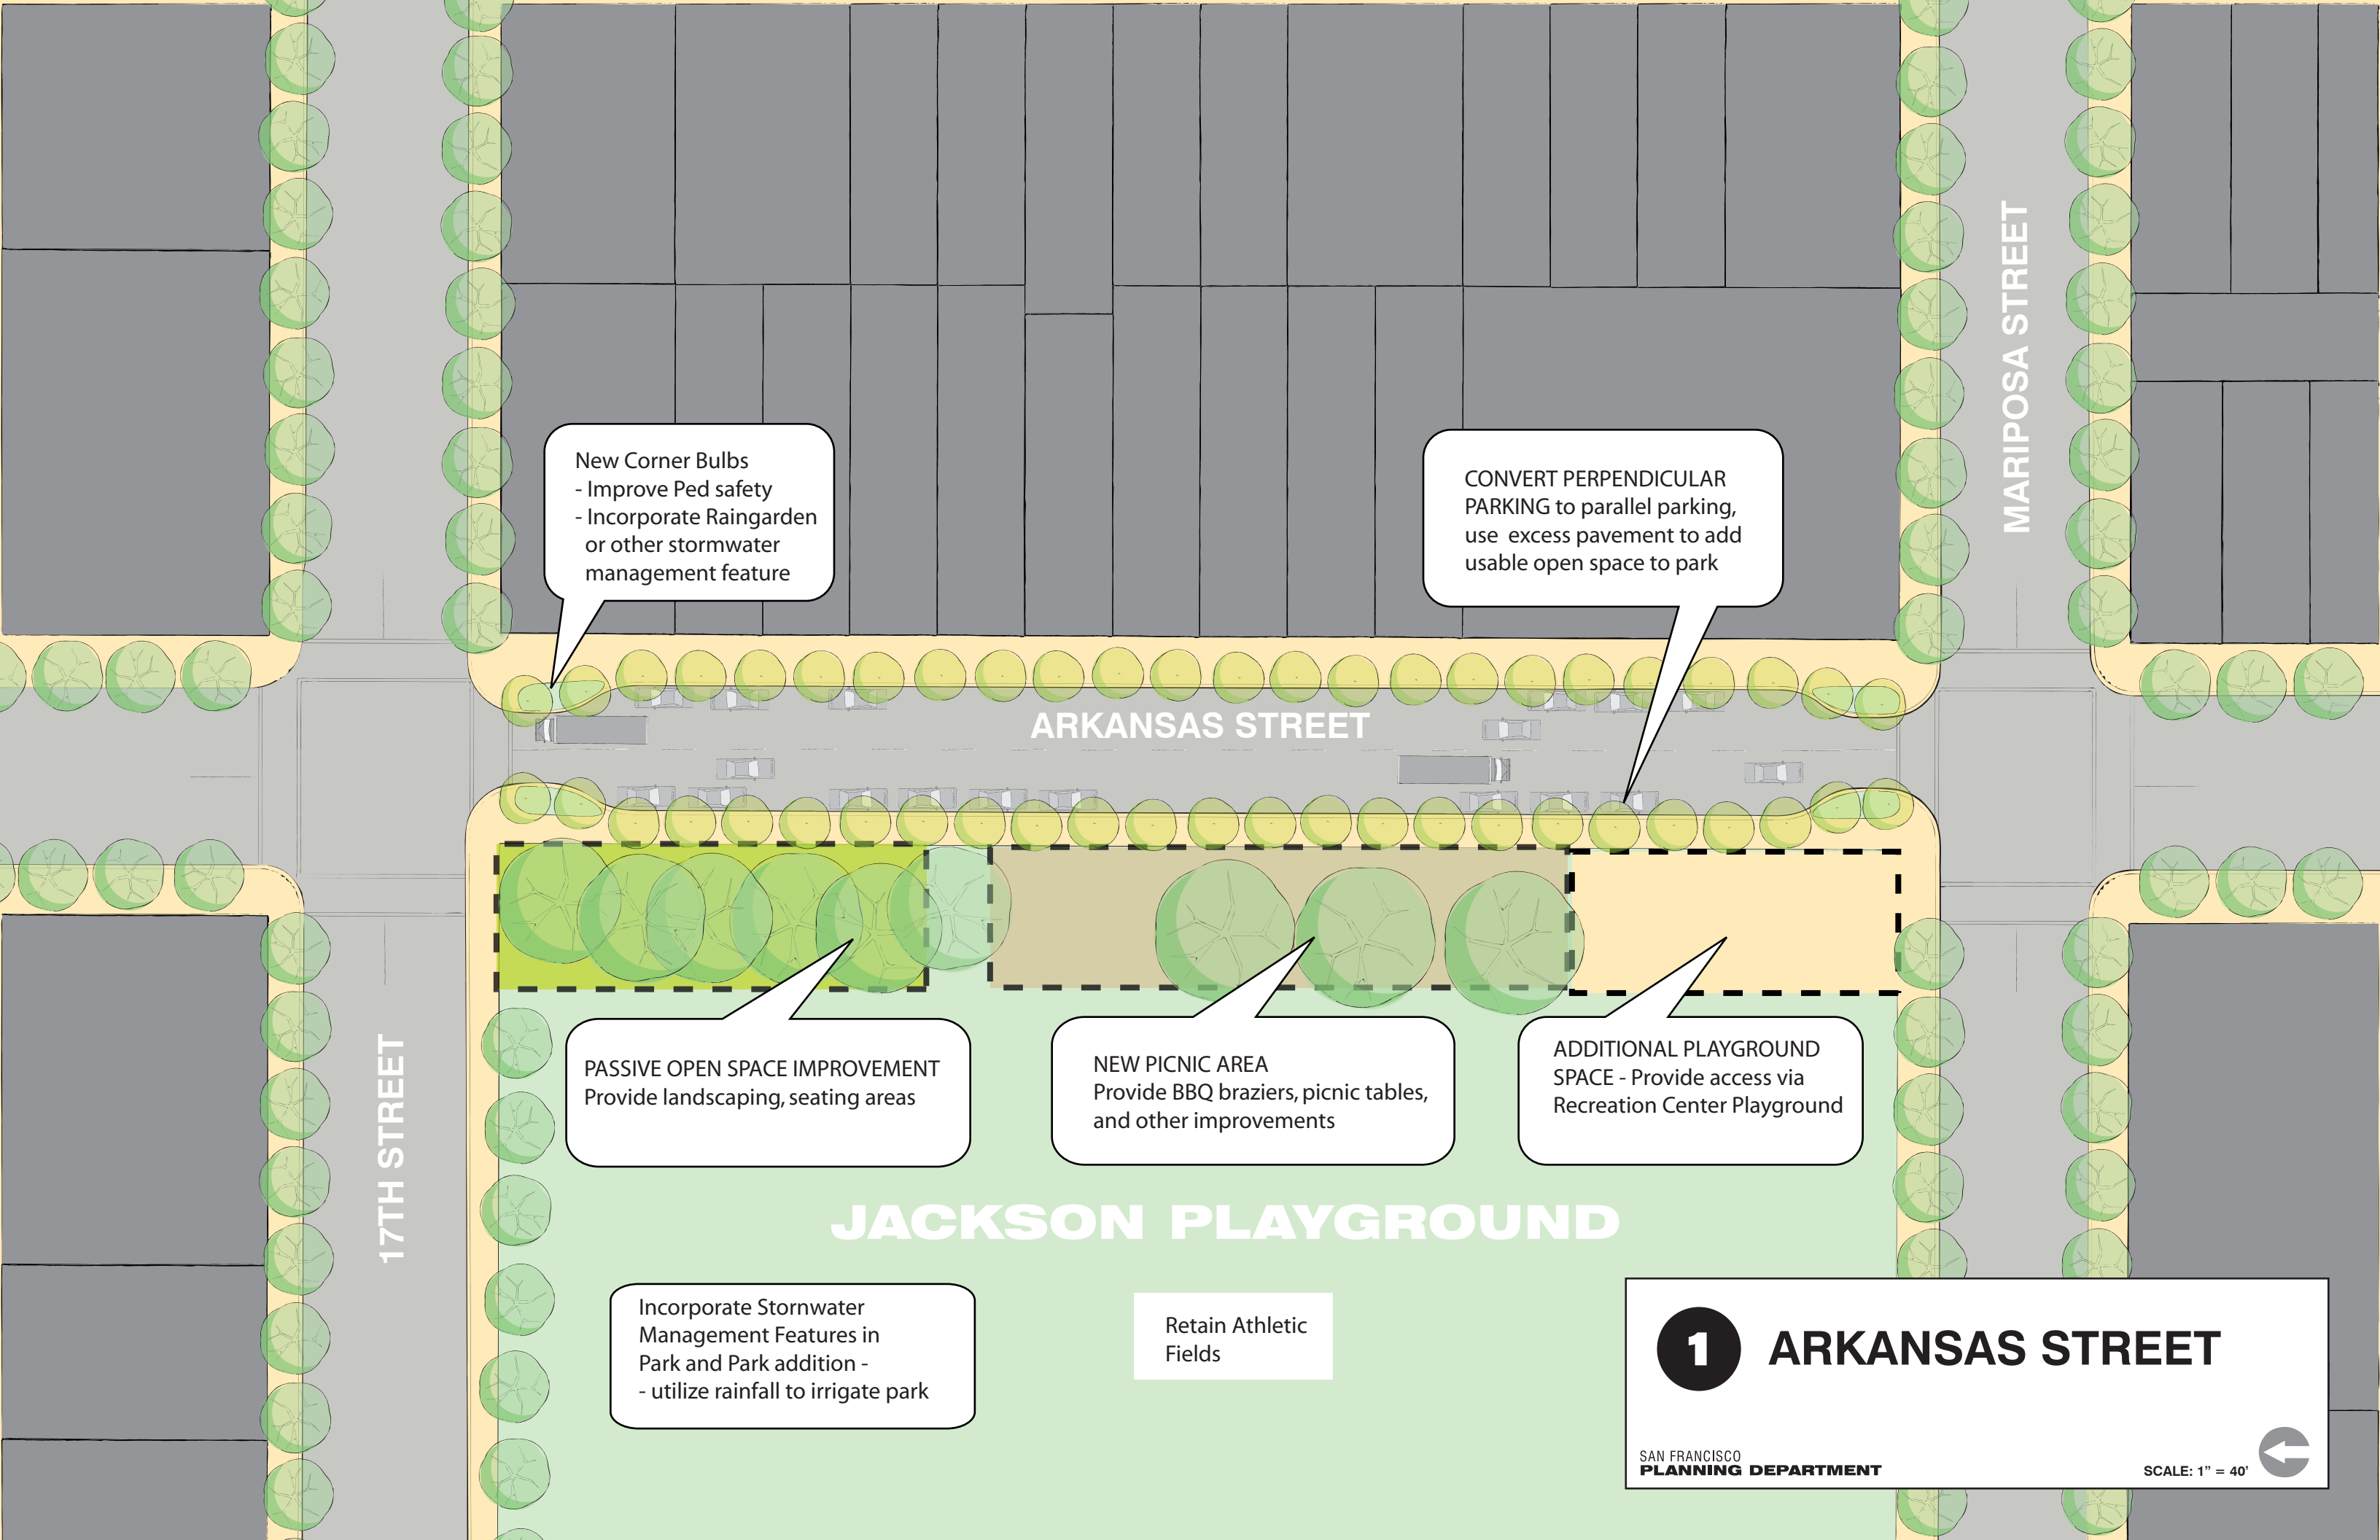 MARIPOSA STREET
New Corner Bulbs
- Improve Ped safety
- Incorporate Raingarden
or other stormwater
management feature
CONVERT PERPENDICULAR
PARKING to parallel parking,
use excess pavement to add
usable open space to park
ARKANSAS STREET
PASSIVE OPEN SPACE IMPROVEMENT
Provide landscaping, seating areas
NEW PICNIC AREA
Provide BBQ braziers, picnic tables,
and other improvements
ADDITIONAL PLAYGROUND
SPACE - Provide access via
Recreation Center Playground
17TH STREET
JACKSON PLAYGROUND
Incorporate Stornwater
Management Features in
Park and Park addition -
- utilize rainfall to irrigate park
Retain Athletic
Fields
1 ARKANSAS STREET
SAN FRANCISCO
PLANNING DEPARTMENT
SCALE: 1" = 40'